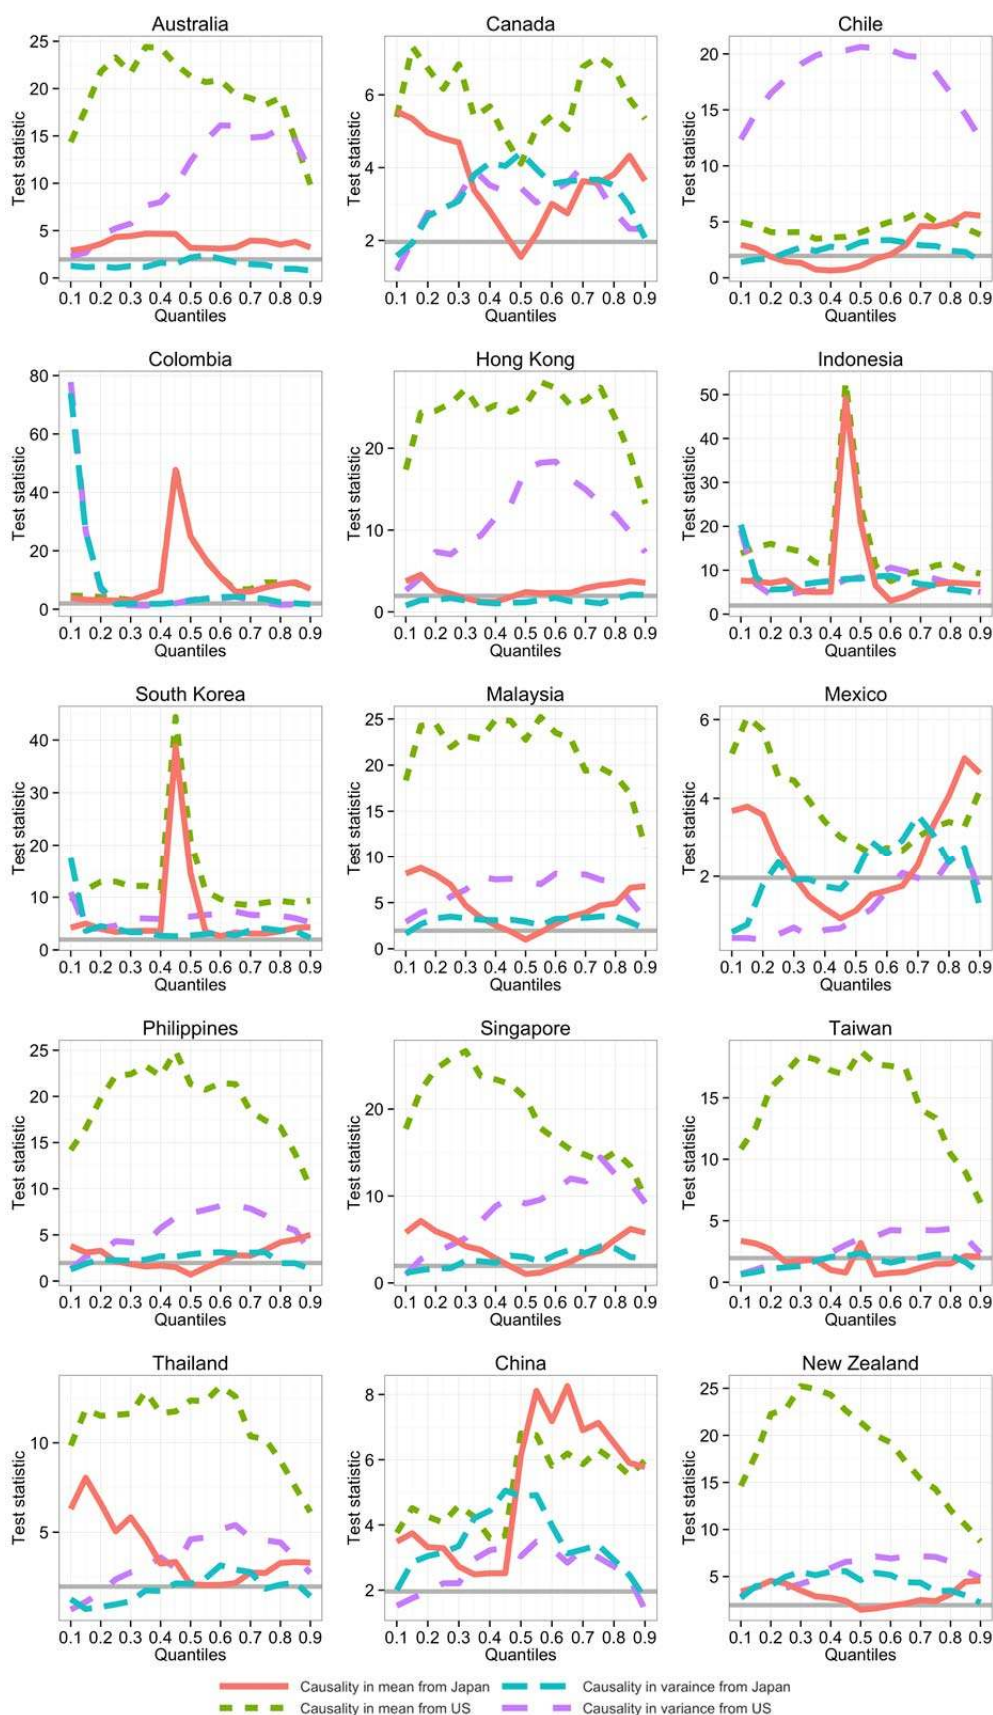 Australia
Canada
Chile
Test statistic
25
20
15
10
5
0
0.1 0.2 0.3 0.4 0.5 0.6 0.7 0.8 0.9
Quantiles
Test statistic
6
4
2
0.1 0.2 0.3 0.4 0.5 0.6 0.7 0.8 0.9
Quantiles
Test statistic
20
15
10
5
0
0.1 0.2 0.3 0.4 0.5 0.6 0.7 0.8 0.9
Quantiles
Colombia
Hong Kong
Indonesia
Test statistic
80
60
40
20
0
0.1 0.2 0.3 0.4 0.5 0.6 0.7 0.8 0.9
Quantiles
Test statistic
20
10
0
0.1 0.2 0.3 0.4 0.5 0.6 0.7 0.8 0.9
Quantiles
Test statistic
50
40
30
20
10
0
0.1 0.2 0.3 0.4 0.5 0.6 0.7 0.8 0.9
Quantiles
South Korea
Malaysia
Mexico
Test statistic
40
30
20
10
0
0.1 0.2 0.3 0.4 0.5 0.6 0.7 0.8 0.9
Quantiles
Test statistic
25
20
15
10
5
0
0.1 0.2 0.3 0.4 0.5 0.6 0.7 0.8 0.9
Quantiles
Test statistic
6
4
2
0.1 0.2 0.3 0.4 0.5 0.6 0.7 0.8 0.9
Quantiles
Philippines
Singapore
Taiwan
Test statistic
25
20
15
10
5
0
0.1 0.2 0.3 0.4 0.5 0.6 0.7 0.8 0.9
Quantiles
Test statistic
20
10
0
0.1 0.2 0.3 0.4 0.5 0.6 0.7 0.8 0.9
Quantiles
Test statistic
15
10
5
0
0.1 0.2 0.3 0.4 0.5 0.6 0.7 0.8 0.9
Quantiles
Thailand
China
New Zealand
Test statistic
10
5
0.1 0.2 0.3 0.4 0.5 0.6 0.7 0.8 0.9
Quantiles
Test statistic
8
6
4
2
0.1 0.2 0.3 0.4 0.5 0.6 0.7 0.8 0.9
Quantiles
Test statistic
25
20
15
10
5
0.1 0.2 0.3 0.4 0.5 0.6 0.7 0.8 0.9
Quantiles
Causality in mean from Japan
Causality in varaince from Japan
Causality in mean from US
Causality in variance from US